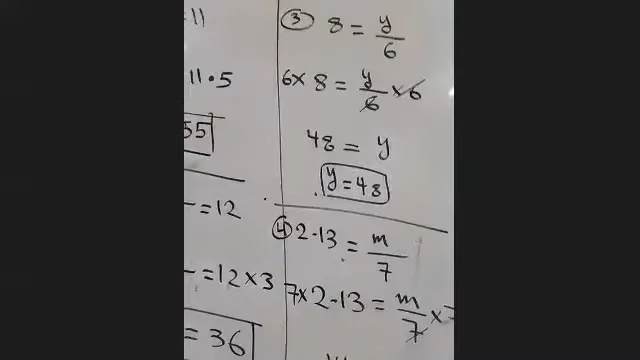 =11
11 • 5
55
= 12
= 12 × 3
= 36
③ 8 = y/6
6 × 8 = y/6 × 6
48 = y
y = 48
④ 2 - 13 = m/7
7 × 2 - 13 = m/7 × 7